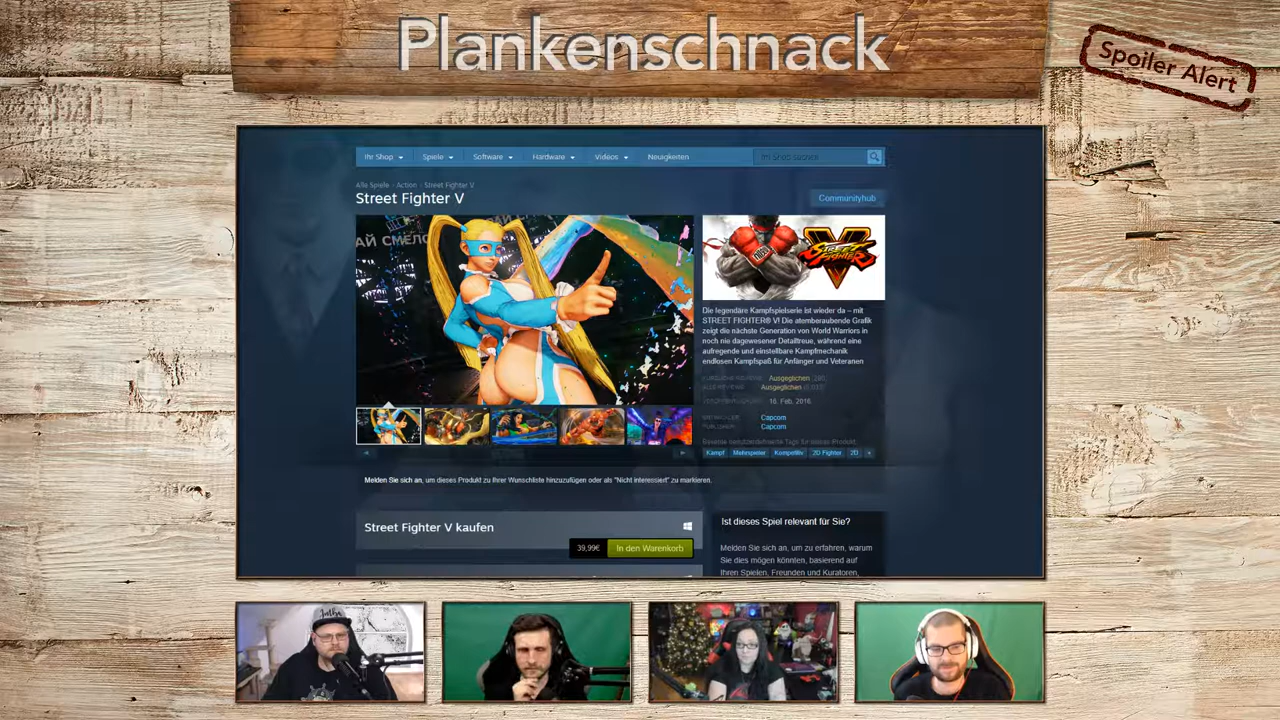 Plankenschnack
Spoiler Alert
Ihr Shop Spiele Software Hardware Videos Neuigkeiten
Alle Spiele Action Street Fighter V
Street Fighter V
Communityhub
STREET FIGHTER V
Die legendäre Kampfspielserie ist wieder da – mit
STREET FIGHTER® V! Die atemberaubende Grafik
zeigt die nächste Generation von World Warriors in
noch nie dagewesener Detailtreue, während eine
aufregende und einstellbare Kampfmechanik
endlosen Kampfspaß für Anfänger und Veteranen
Ausgeglichen
Ausgeglichen
16. Feb. 2016
Capcom
Capcom
Kampf Mehrspieler Kompetitiv 2D Fighter 2D +
Melden Sie sich an, um dieses Produkt zu Ihrer Wunschliste hinzuzufügen oder als "Nicht interessiert" zu markieren.
Street Fighter V kaufen
39,99€ In den Warenkorb
Ist dieses Spiel relevant für Sie?
Melden Sie sich an, um zu erfahren, warum
Sie dies mögen könnten, basierend auf
Ihren Spielen, Freunden und Kuratoren,